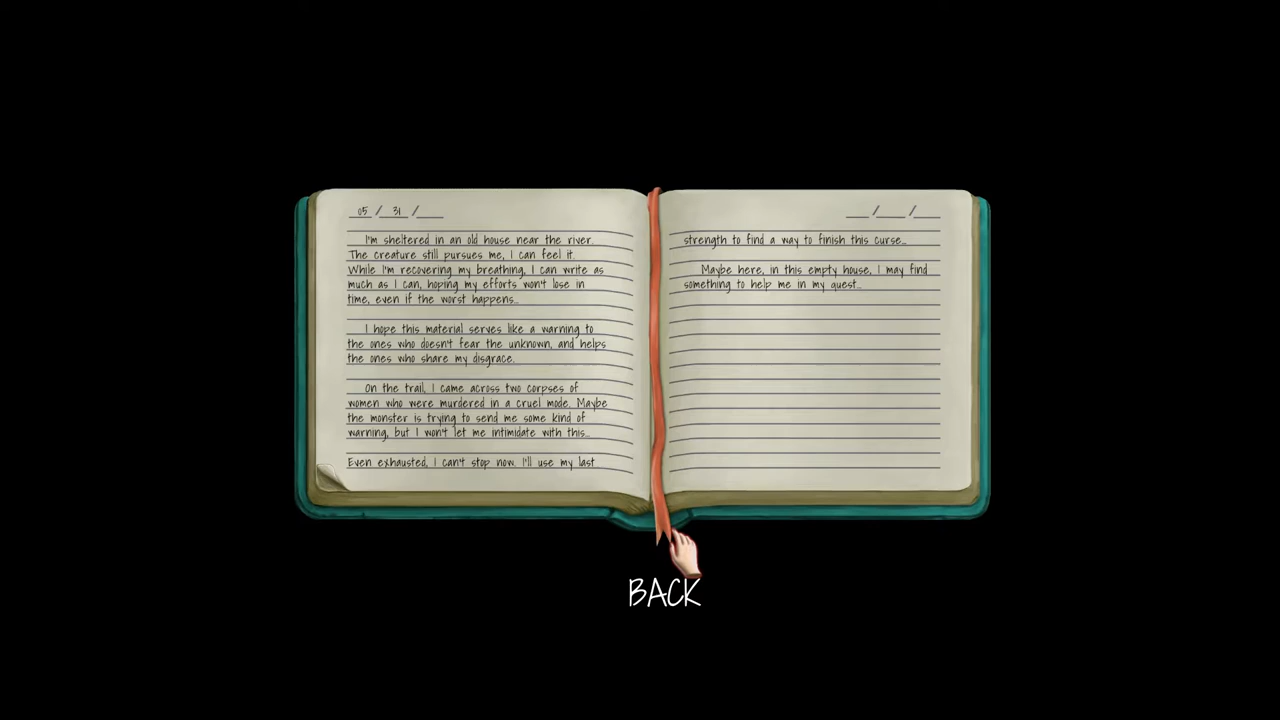 05 / 31 /
I'm sheltered in an old house near the river.
The creature still pursues me, I can feel it.
While I'm recovering my breathing, I can write as
much as I can, hoping my efforts won't lose in
time, even if the worst happens...
I hope this material serves like a warning to
the ones who doesn't fear the unknown, and helps
the ones who share my disgrace.
On the trail, I came across two corpses of
women who were murdered in a cruel mode. Maybe
the monster is trying to send me some kind of
warning, but I won't let me intimidate with this...
Even exhausted, I can't stop now. I'll use my last
/ /
strength to find a way to finish this curse...
Maybe here, in this empty house, I may find
something to help me in my quest...
BACK